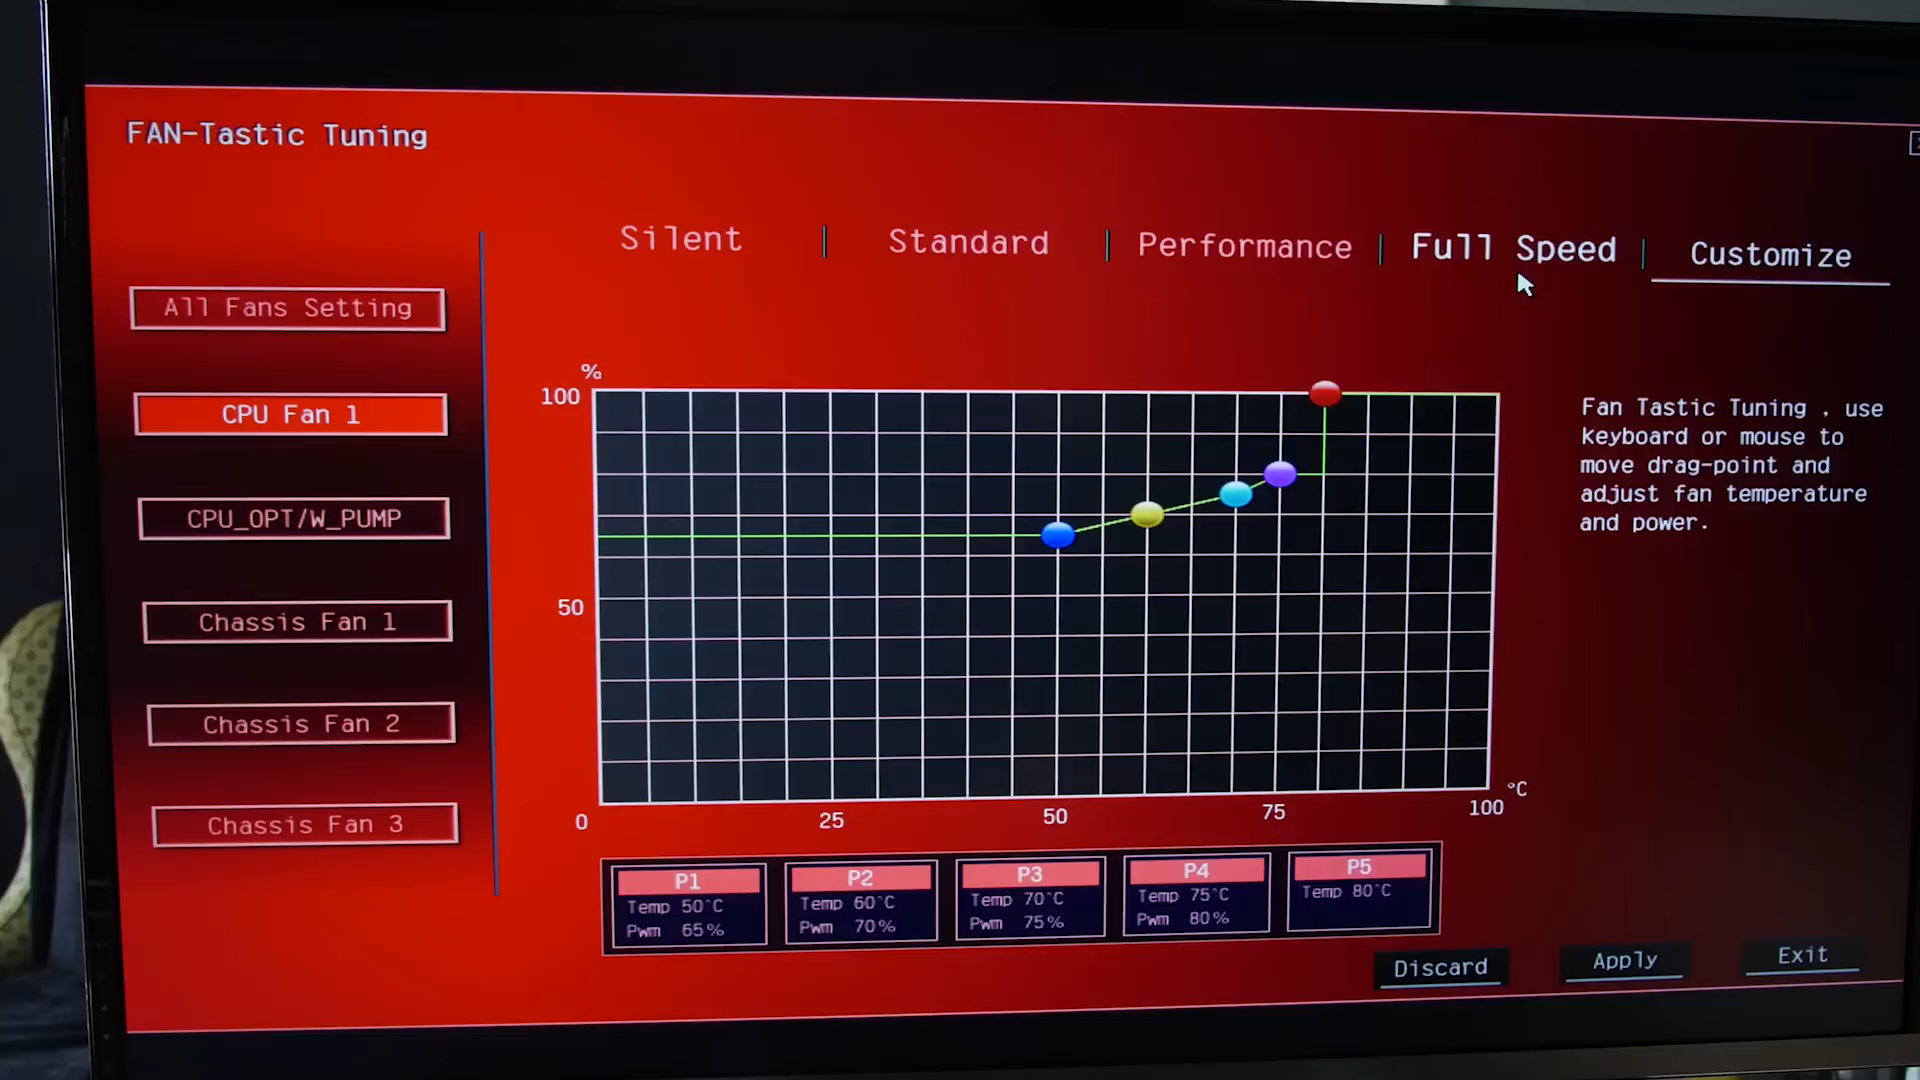 FAN-Tastic Tuning
Silent
Standard
Performance
Full Speed
Customize
All Fans Setting
CPU Fan 1
CPU_OPT/W_PUMP
Chassis Fan 1
Chassis Fan 2
Chassis Fan 3
%
100
50
0
25
50
75
100
°C
Fan Tastic Tuning . use
keyboard or mouse to
move drag-point and
adjust fan temperature
and power.
P1
Temp 50°C
Pwm 65%
P2
Temp 60°C
Pwm 70%
P3
Temp 70°C
Pwm 75%
P4
Temp 75°C
Pwm 80%
P5
Temp 80°C
Discard
Apply
Exit